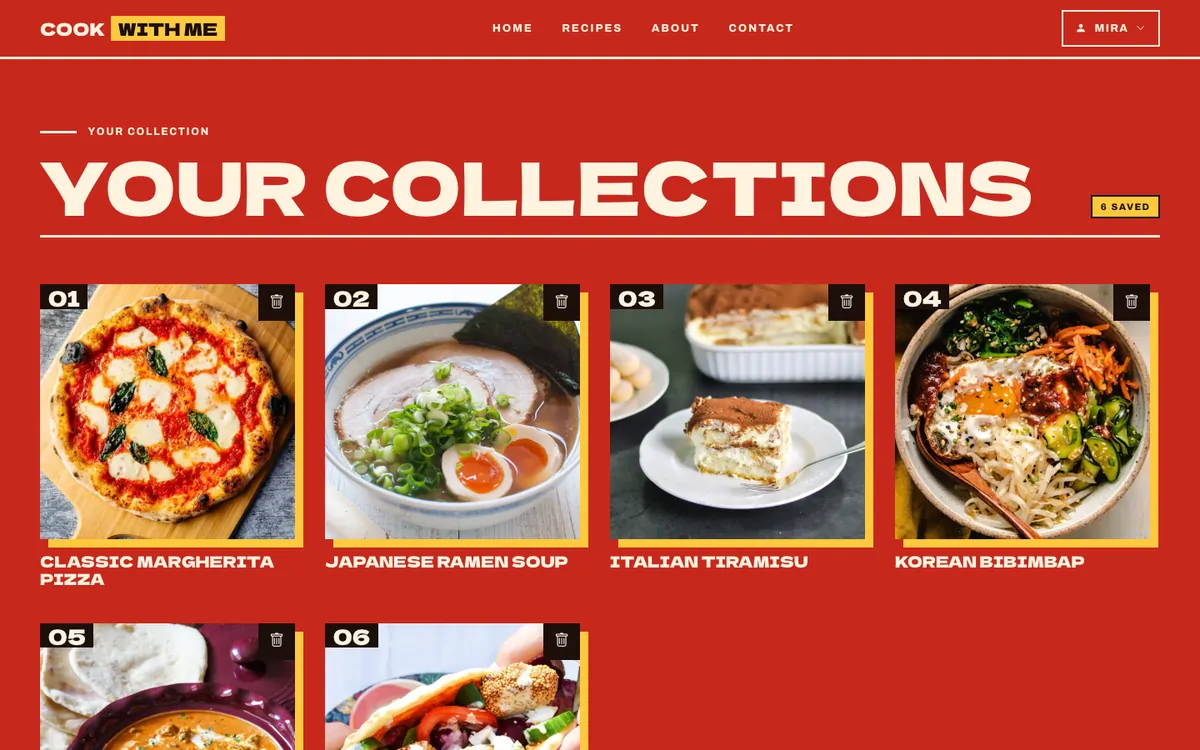 COOK WITH ME
HOME RECIPES ABOUT CONTACT
MIRA
YOUR COLLECTION
YOUR COLLECTIONS
6 SAVED
01
02
03
04
CLASSIC MARGHERITA
PIZZA
JAPANESE RAMEN SOUP
ITALIAN TIRAMISU
KOREAN BIBIMBAP
05
06